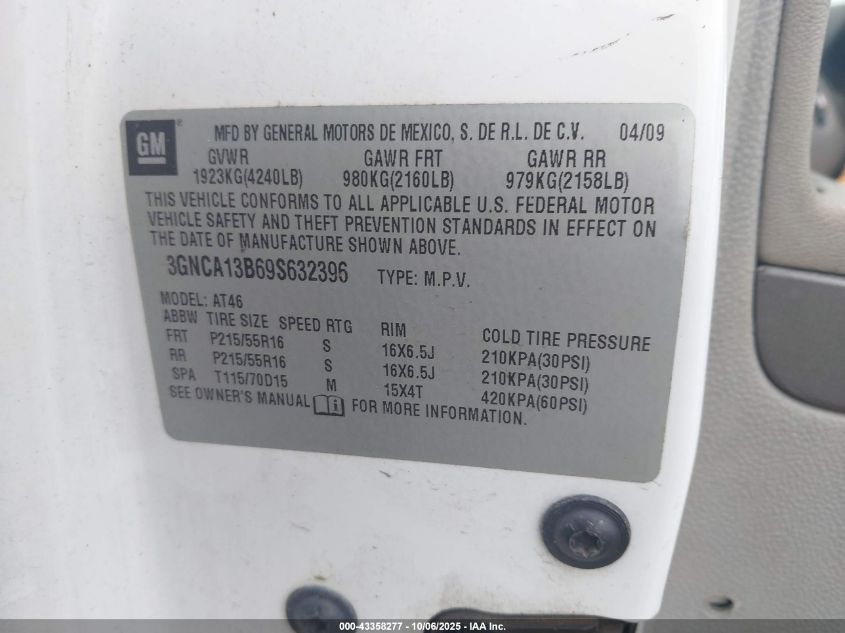 GM MFD BY GENERAL MOTORS DE MEXICO, S. DE R.L. DE C.V. 04/09
GVWR GAWR FRT GAWR RR
1923KG(4240LB) 980KG(2160LB) 979KG(2158LB)
THIS VEHICLE CONFORMS TO ALL APPLICABLE U.S. FEDERAL MOTOR
VEHICLE SAFETY AND THEFT PREVENTION STANDARDS IN EFFECT ON
THE DATE OF MANUFACTURE SHOWN ABOVE.
3GNCA13B69S632396 TYPE: M.P.V.
MODEL: AT46
ABBW TIRE SIZE SPEED RTG RIM COLD TIRE PRESSURE
FRT P215/55R16 S 16X6.5J 210KPA(30PSI)
RR P215/55R16 S 16X6.5J 210KPA(30PSI)
SPA T115/70D15 M 15X4T 420KPA(60PSI)
SEE OWNER'S MANUAL i FOR MORE INFORMATION.
000-43358277 - 10/06/2025 - IAA Inc.